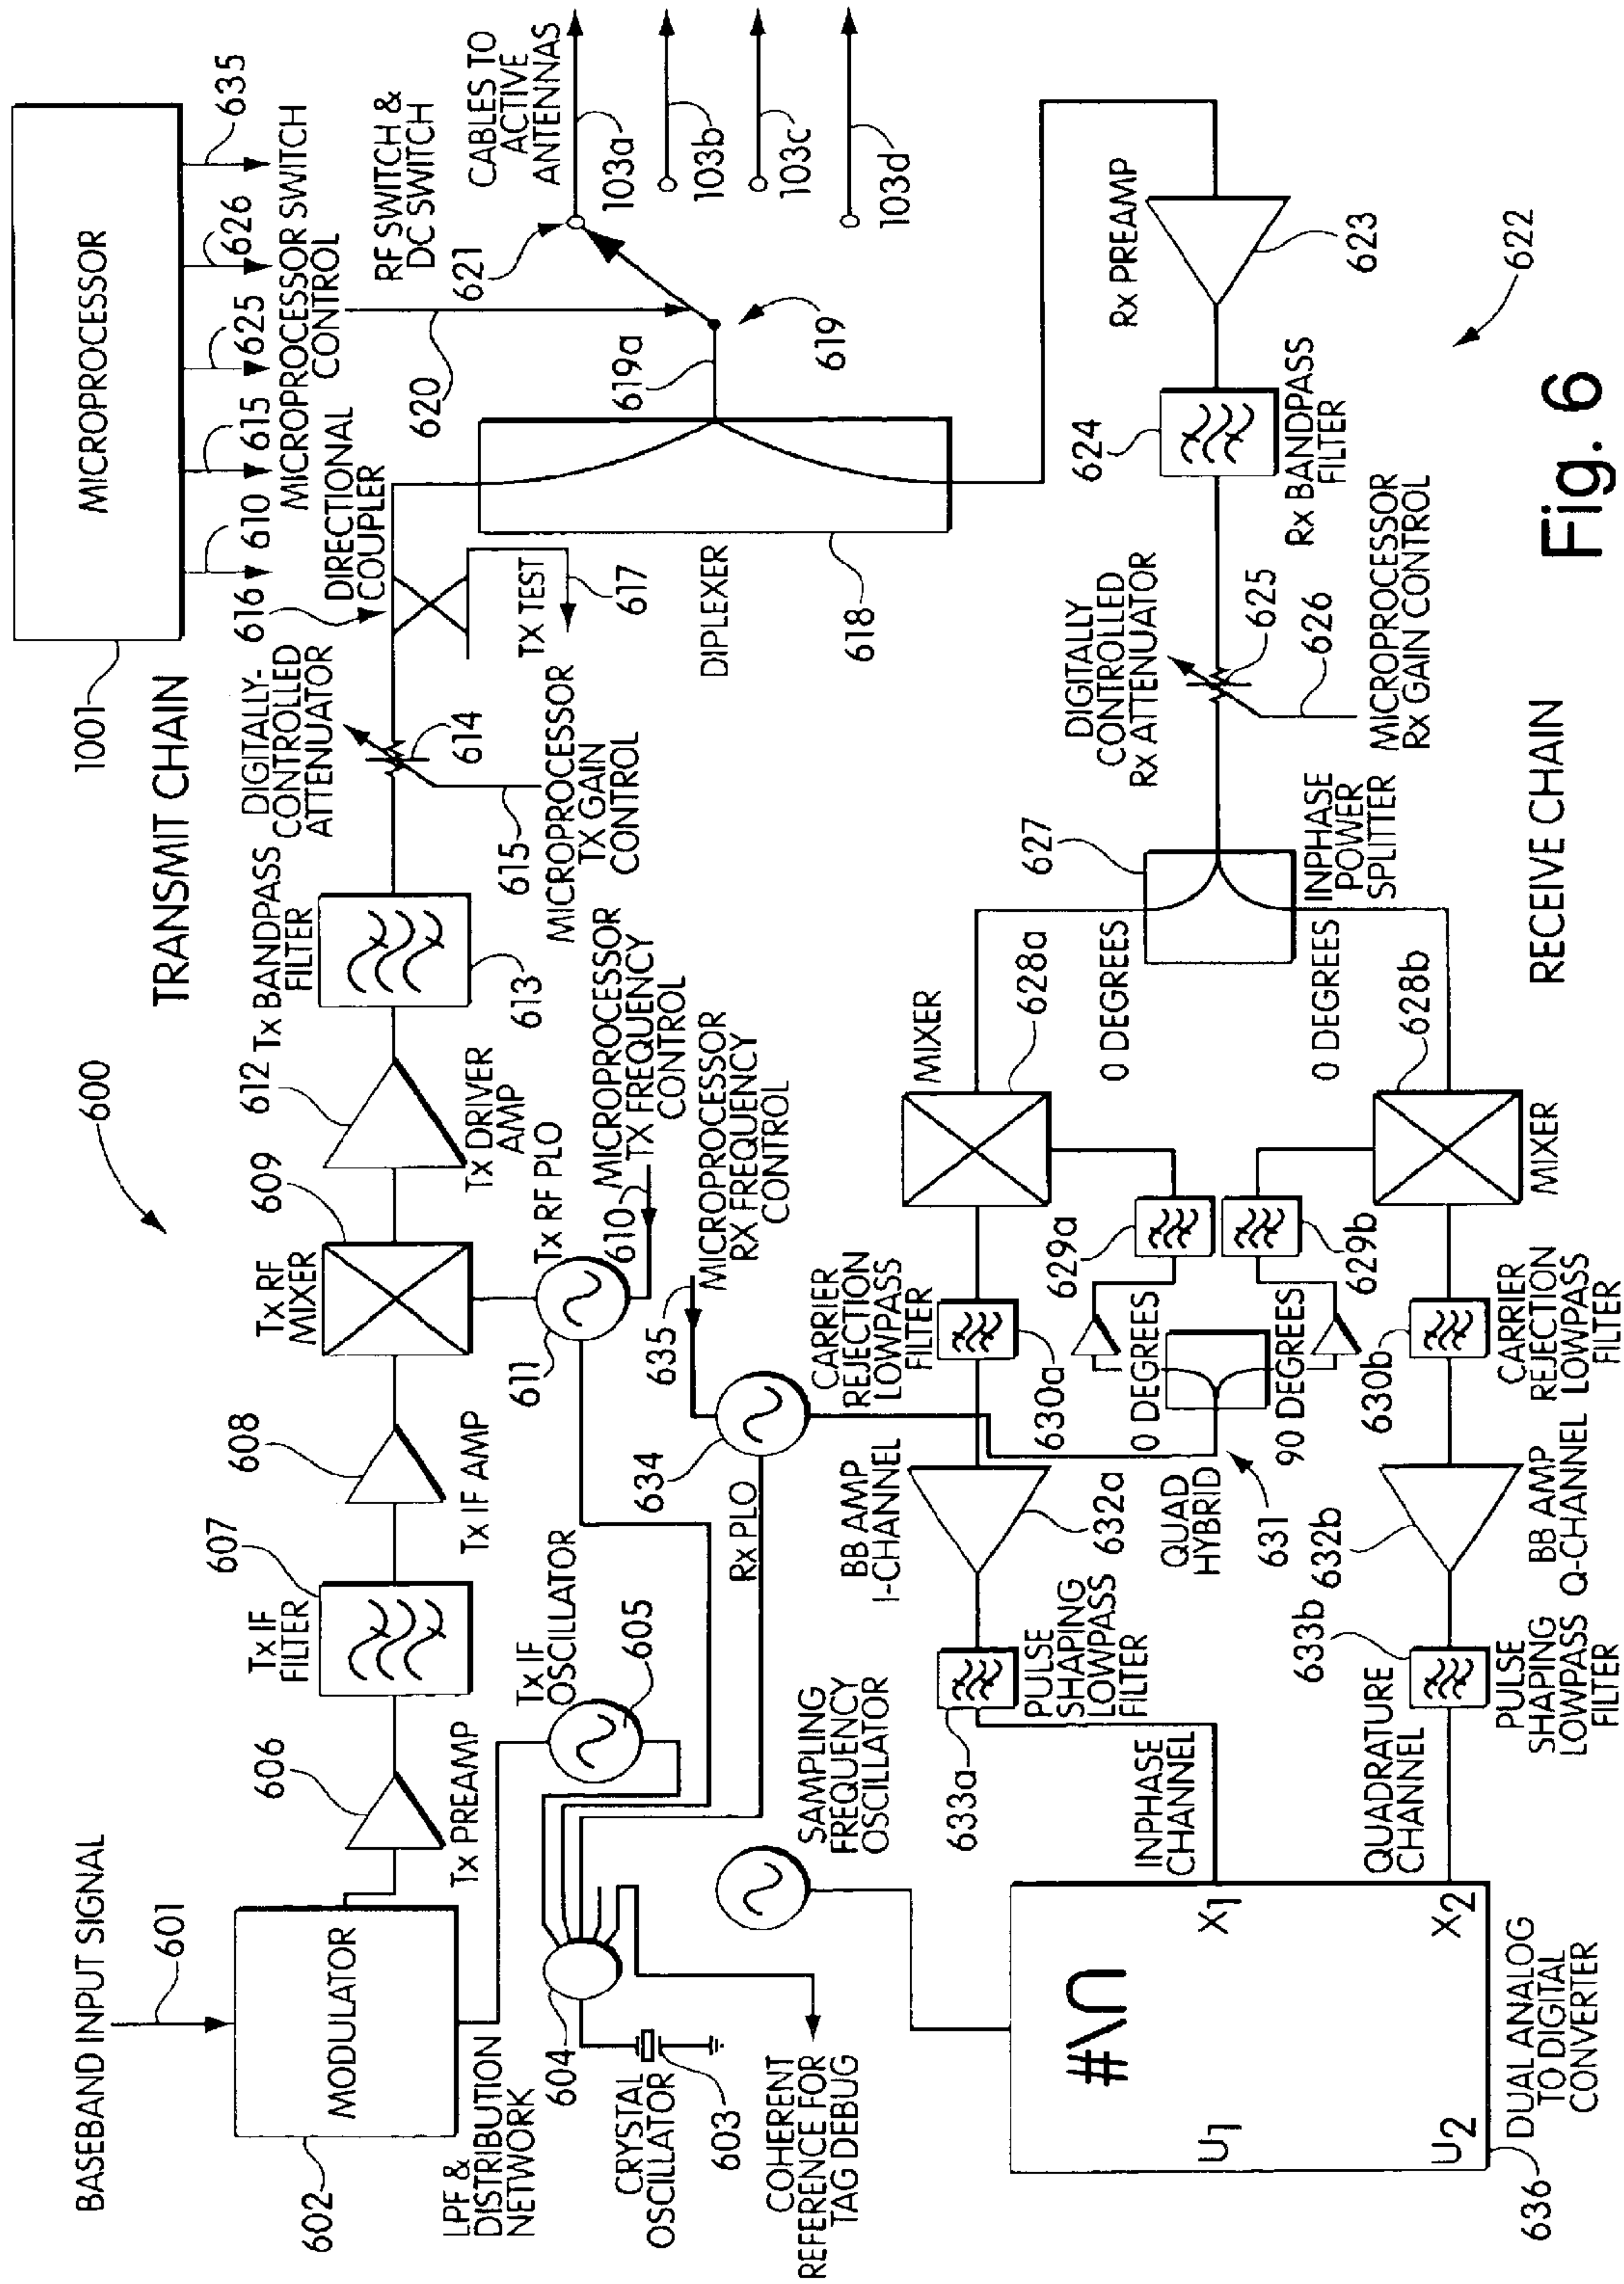 BASEBAND INPUT SIGNAL
601
MODULATOR
602
606
Tx PREAMP
607
Tx IF
FILTER
608
Tx IF AMP
Tx RF
MIXER
609
600
612
Tx DRIVER
AMP
Tx BANDPASS
FILTER
613
TRANSMIT CHAIN
DIGITALLY-
CONTROLLED
ATTENUATOR
614
615
MICROPROCESSOR
TX GAIN
CONTROL
616
DIRECTIONAL
COUPLER
TX TEST
617
1001
MICROPROCESSOR
610
615
625
626
635
MICROPROCESSOR SWITCH
CONTROL
620
RF SWITCH &
DC SWITCH
621
CABLES TO
ACTIVE
ANTENNAS
103a
103b
103c
103d
619a
619
DIPLEXER
618
LPF &
DISTRIBUTION
NETWORK
604
CRYSTAL
OSCILLATOR
603
COHERENT
REFERENCE FOR
TAG DEBUG
Tx IF
OSCILLATOR
605
611
Tx RF PLO
610
MICROPROCESSOR
TX FREQUENCY
CONTROL
635
MICROPROCESSOR
RX FREQUENCY
CONTROL
634
Rx PLO
SAMPLING
FREQUENCY
OSCILLATOR
Rx PREAMP
623
622
624
Rx BANDPASS
FILTER
DIGITALLY
CONTROLLED
Rx ATTENUATOR
625
626
MICROPROCESSOR
Rx GAIN CONTROL
627
INPHASE
POWER
SPLITTER
0 DEGREES
0 DEGREES
MIXER
628a
628b
MIXER
629a
629b
CARRIER
REJECTION
LOWPASS
FILTER
630a
0 DEGREES
90 DEGREES
630b
CARRIER
REJECTION
LOWPASS
FILTER
QUAD
HYBRID
631
BB AMP
I-CHANNEL
632a
632b
BB AMP
Q-CHANNEL
PULSE
SHAPING
LOWPASS
FILTER
633a
633b
PULSE
SHAPING
LOWPASS
FILTER
INPHASE
CHANNEL
QUADRATURE
CHANNEL
#\∩
U1
X1
U2
X2
DUAL ANALOG
TO DIGITAL
CONVERTER
636
RECEIVE CHAIN
Fig. 6